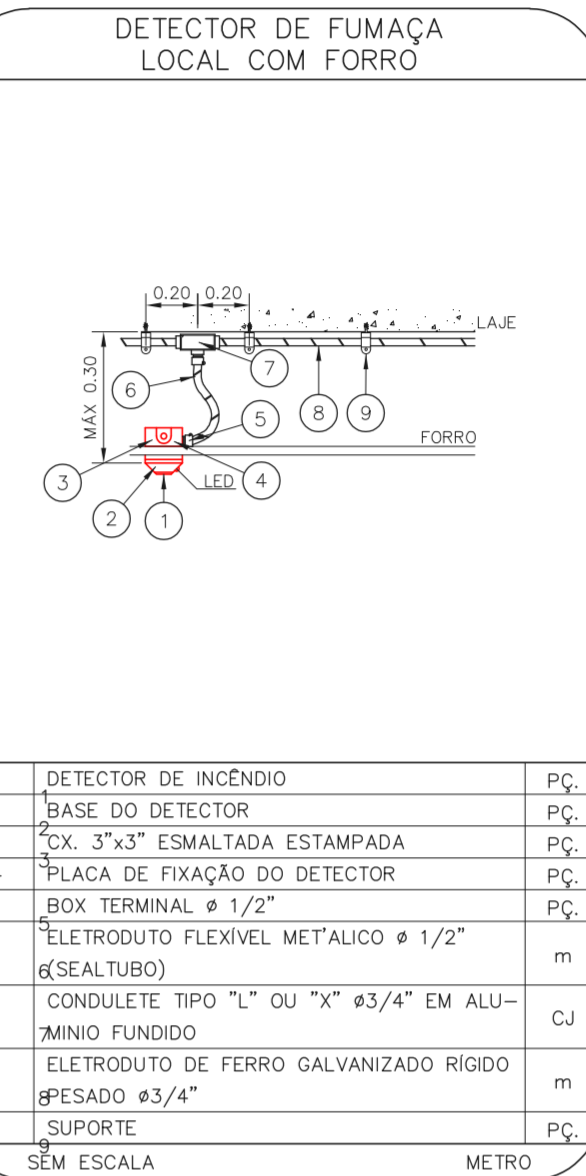 DETECTOR DE FUMAÇA
LOCAL COM FORRO
0.20 0.20
LAJE
MÁX 0.30
7
6
8
9
5
FORRO
3
LED
4
2
1
DETECTOR DE INCÊNDIO PÇ.
1
BASE DO DETECTOR PÇ.
2
CX. 3"x3" ESMALTADA ESTAMPADA PÇ.
3
PLACA DE FIXAÇÃO DO DETECTOR PÇ.
BOX TERMINAL ø 1/2" PÇ.
5
ELETRODUTO FLEXÍVEL MET'ALICO ø 1/2"
m
6 (SEALTUBO)
CONDULETE TIPO "L" OU "X" ø3/4" EM ALU-
CJ
7 MINIO FUNDIDO
ELETRODUTO DE FERRO GALVANIZADO RÍGIDO
m
8 PESADO ø3/4"
SUPORTE PÇ.
9
SEM ESCALA METRO